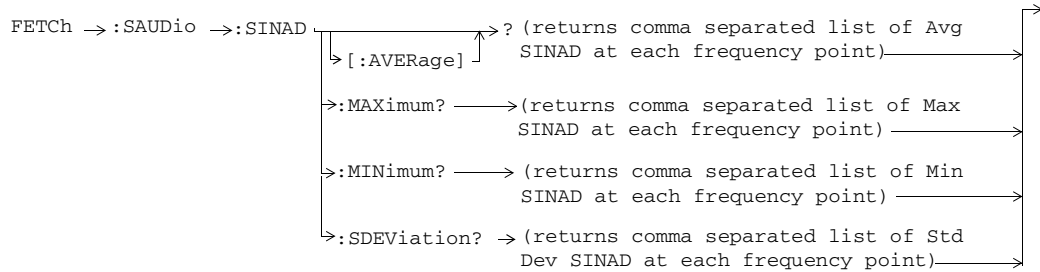 FETCh :SAUDio :SINAD ? (returns comma separated list of Avg
[:AVERage] SINAD at each frequency point)
:MAXimum? (returns comma separated list of Max
SINAD at each frequency point)
:MINimum? (returns comma separated list of Min
SINAD at each frequency point)
:SDEViation? (returns comma separated list of Std
Dev SINAD at each frequency point)